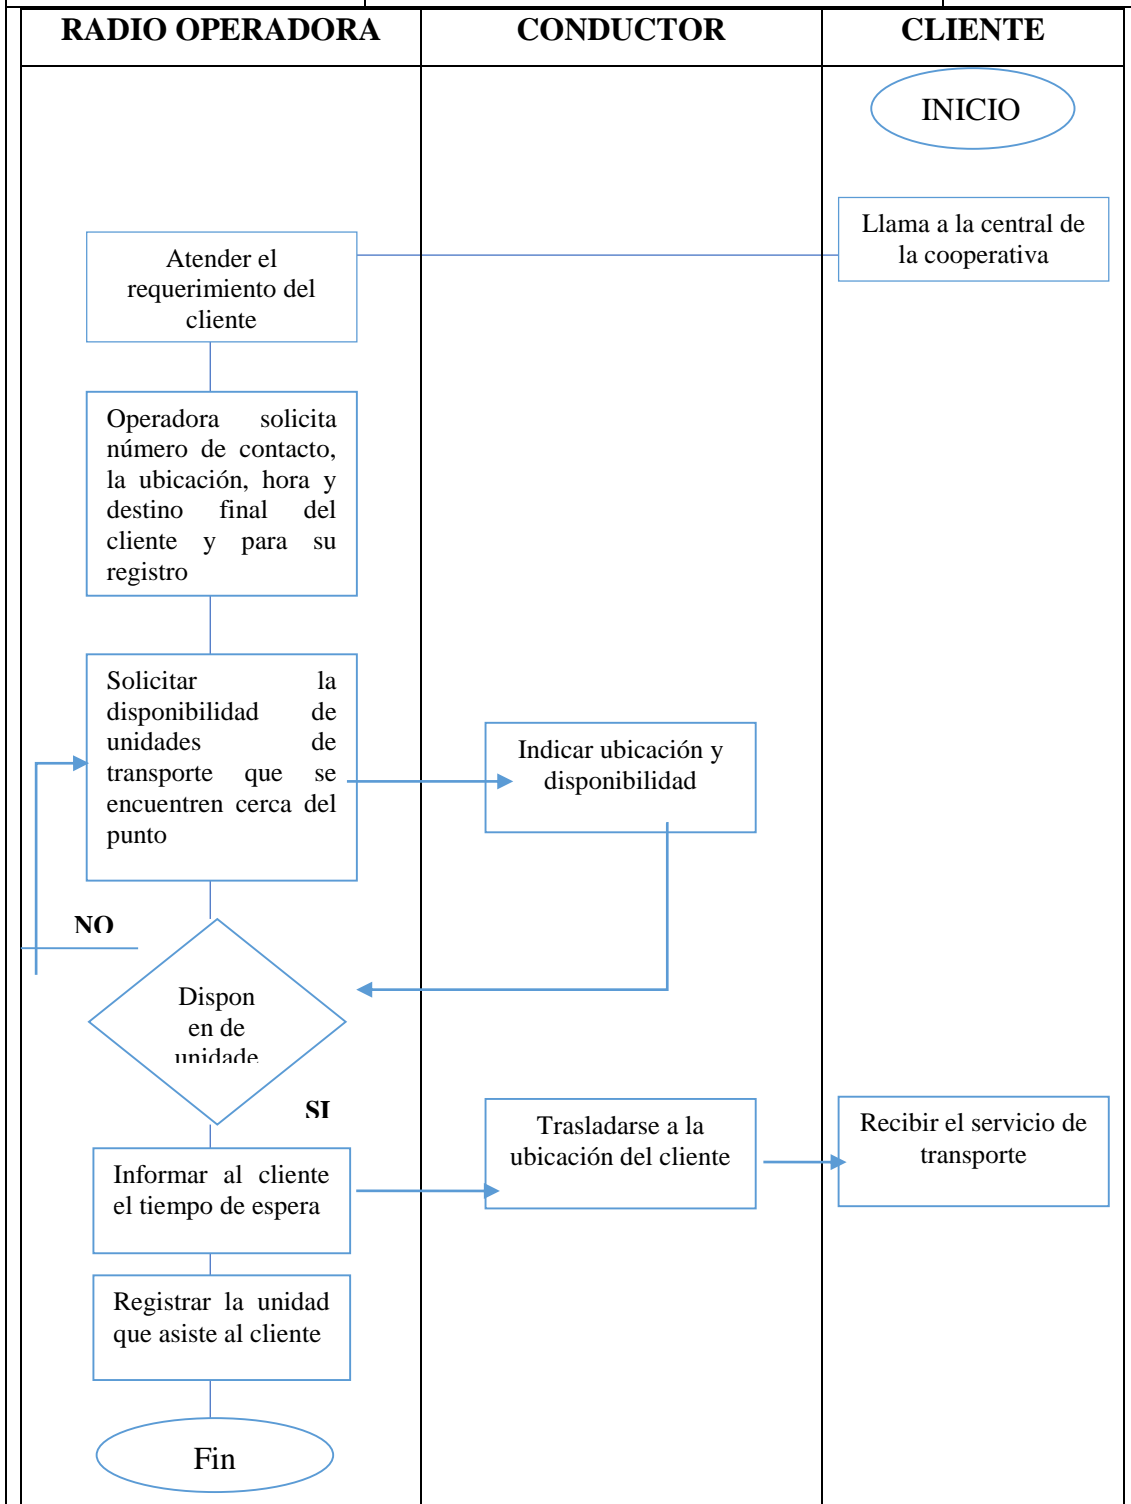 RADIO OPERADORA
CONDUCTOR
CLIENTE
INICIO
Llama a la central de
la cooperativa
Atender el
requerimiento del
cliente
Operadora solicita
número de contacto,
la ubicación, hora y
destino final del
cliente y para su
registro
Solicitar la
disponibilidad de
unidades de
transporte que se
encuentren cerca del
punto
Indicar ubicación y
disponibilidad
NO
Dispon
en de
unidade
SI
Trasladarse a la
ubicación del cliente
Recibir el servicio de
transporte
Informar al cliente
el tiempo de espera
Registrar la unidad
que asiste al cliente
Fin